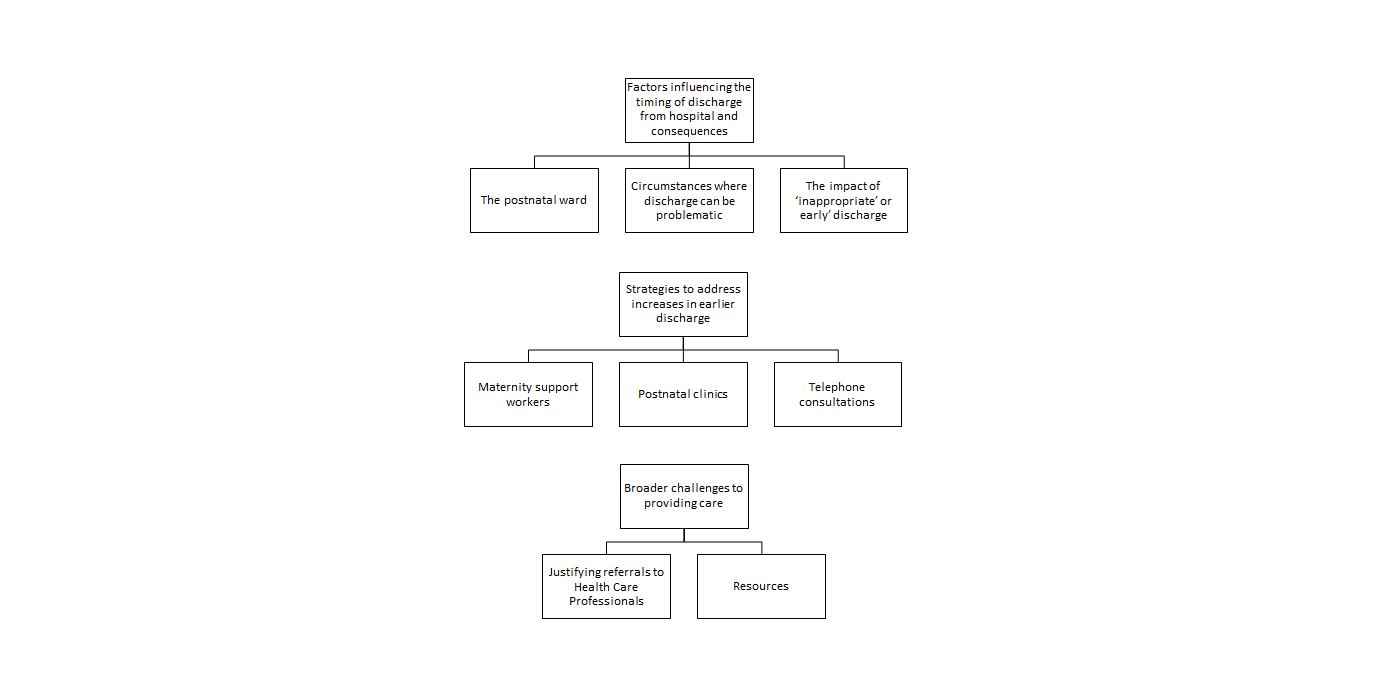 Factors influencing the
timing of discharge
from hospital and
consequences
The postnatal ward
Circumstances where
discharge can be
problematic
The impact of
‘inappropriate’ or
early’ discharge
Strategies to address
increases in earlier
discharge
Maternity support
workers
Postnatal clinics
Telephone
consultations
Broader challenges to
providing care
Justifying referrals to
Health Care
Professionals
Resources